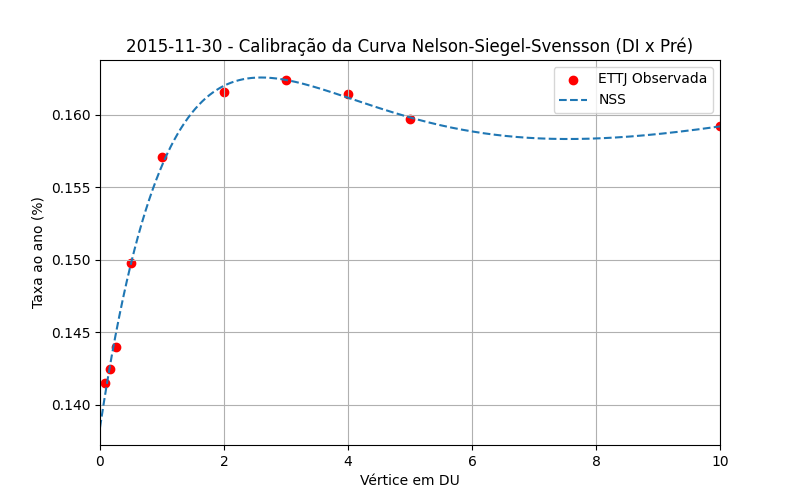 2015-11-30 - Calibração da Curva Nelson-Siegel-Svensson (DI x Pré)
ETTJ Observada
NSS
Taxa ao ano (%)
0.160
0.155
0.150
0.145
0.140
0 2 4 6 8 10
Vértice em DU